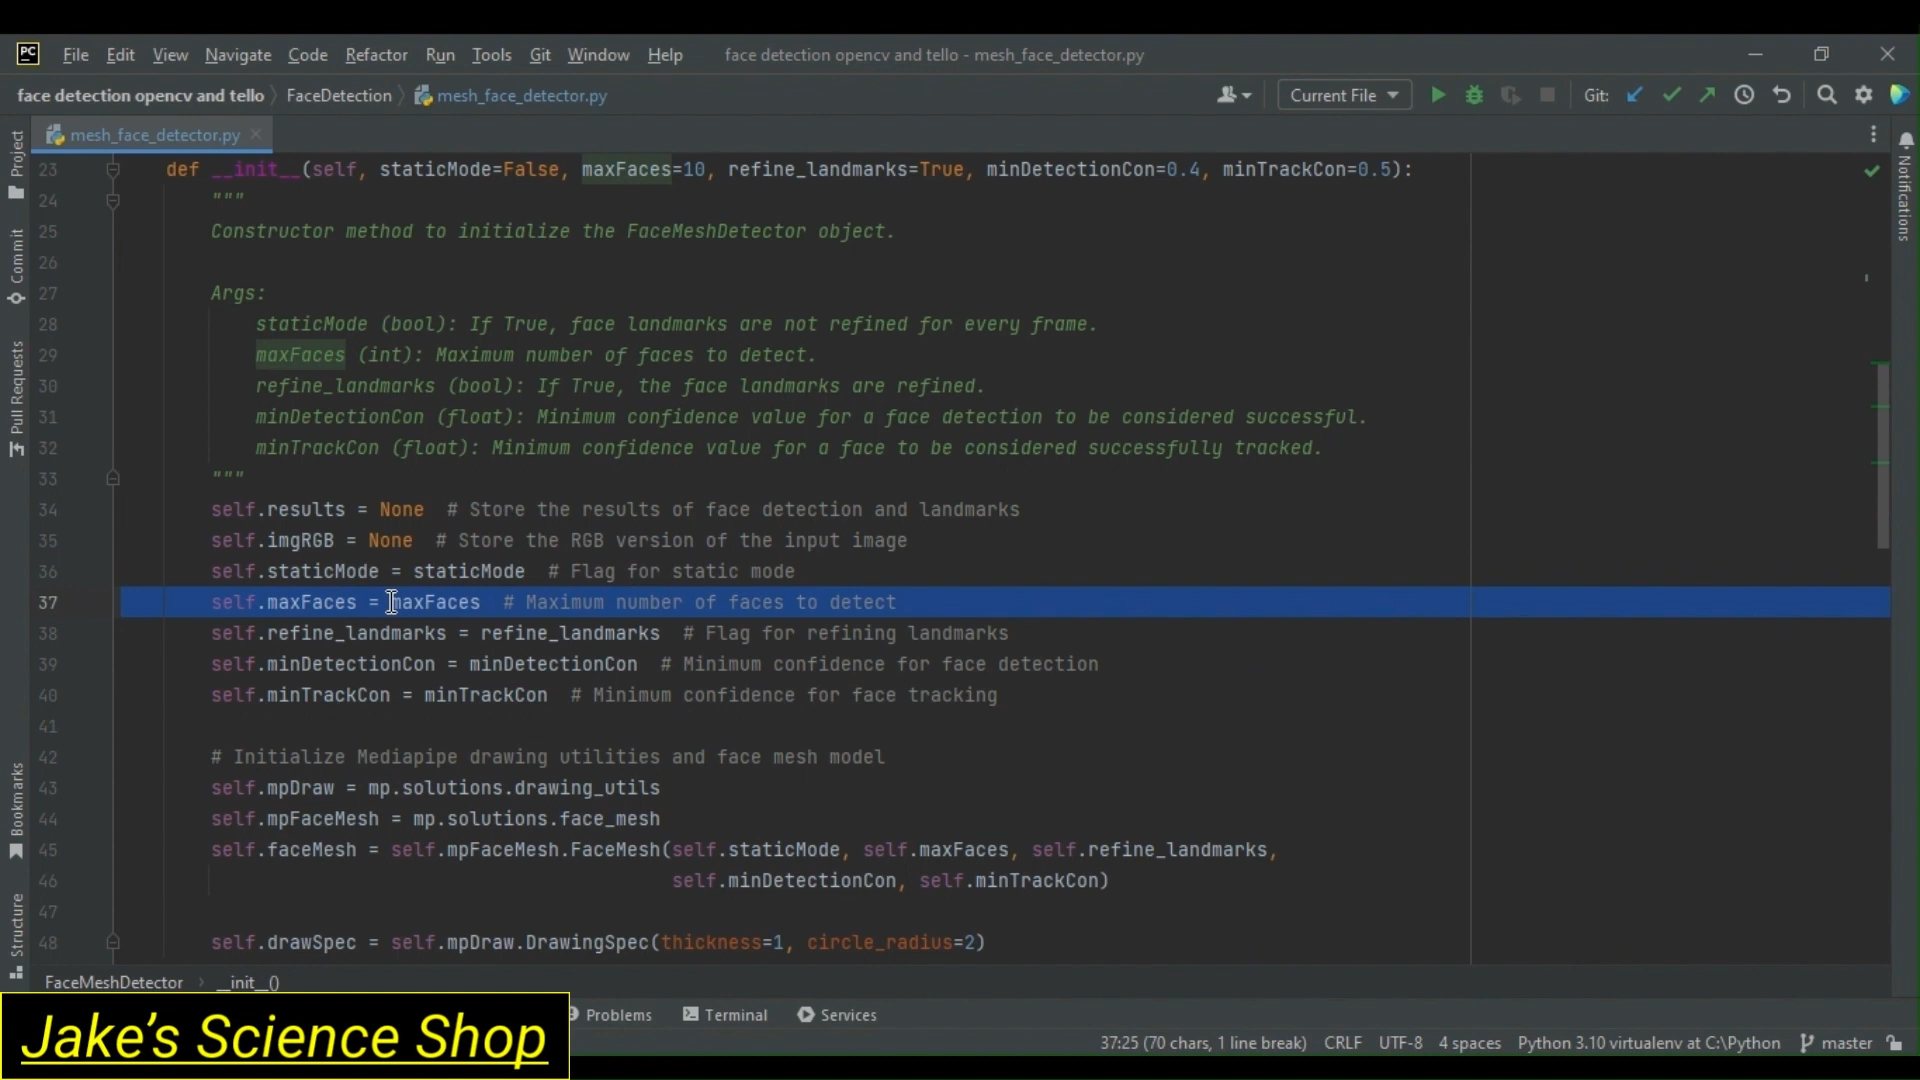 PC File Edit View Navigate Code Refactor Run Tools Git Window Help face detection opencv and tello - mesh_face_detector.py
face detection opencv and tello FaceDetection mesh_face_detector.py Current File Git:
mesh_face_detector.py
Project
Commit
Pull Requests
Bookmarks
Structure
Notifications
23 def __init__(self, staticMode=False, maxFaces=10, refine_landmarks=True, minDetectionCon=0.4, minTrackCon=0.5):
24 """
25 Constructor method to initialize the FaceMeshDetector object.
26
27 Args:
28 staticMode (bool): If True, face landmarks are not refined for every frame.
29 maxFaces (int): Maximum number of faces to detect.
30 refine_landmarks (bool): If True, the face landmarks are refined.
31 minDetectionCon (float): Minimum confidence value for a face detection to be considered successful.
32 minTrackCon (float): Minimum confidence value for a face to be considered successfully tracked.
33 """
34 self.results = None # Store the results of face detection and landmarks
35 self.imgRGB = None # Store the RGB version of the input image
36 self.staticMode = staticMode # Flag for static mode
37 self.maxFaces = maxFaces # Maximum number of faces to detect
38 self.refine_landmarks = refine_landmarks # Flag for refining landmarks
39 self.minDetectionCon = minDetectionCon # Minimum confidence for face detection
40 self.minTrackCon = minTrackCon # Minimum confidence for face tracking
41
42 # Initialize Mediapipe drawing utilities and face mesh model
43 self.mpDraw = mp.solutions.drawing_utils
44 self.mpFaceMesh = mp.solutions.face_mesh
45 self.faceMesh = self.mpFaceMesh.FaceMesh(self.staticMode, self.maxFaces, self.refine_landmarks,
46 self.minDetectionCon, self.minTrackCon)
47
48 self.drawSpec = self.mpDraw.DrawingSpec(thickness=1, circle_radius=2)
FaceMeshDetector __init__()
Problems Terminal Services
Jake's Science Shop
37:25 (70 chars, 1 line break) CRLF UTF-8 4 spaces Python 3.10 virtualenv at C:\Python master